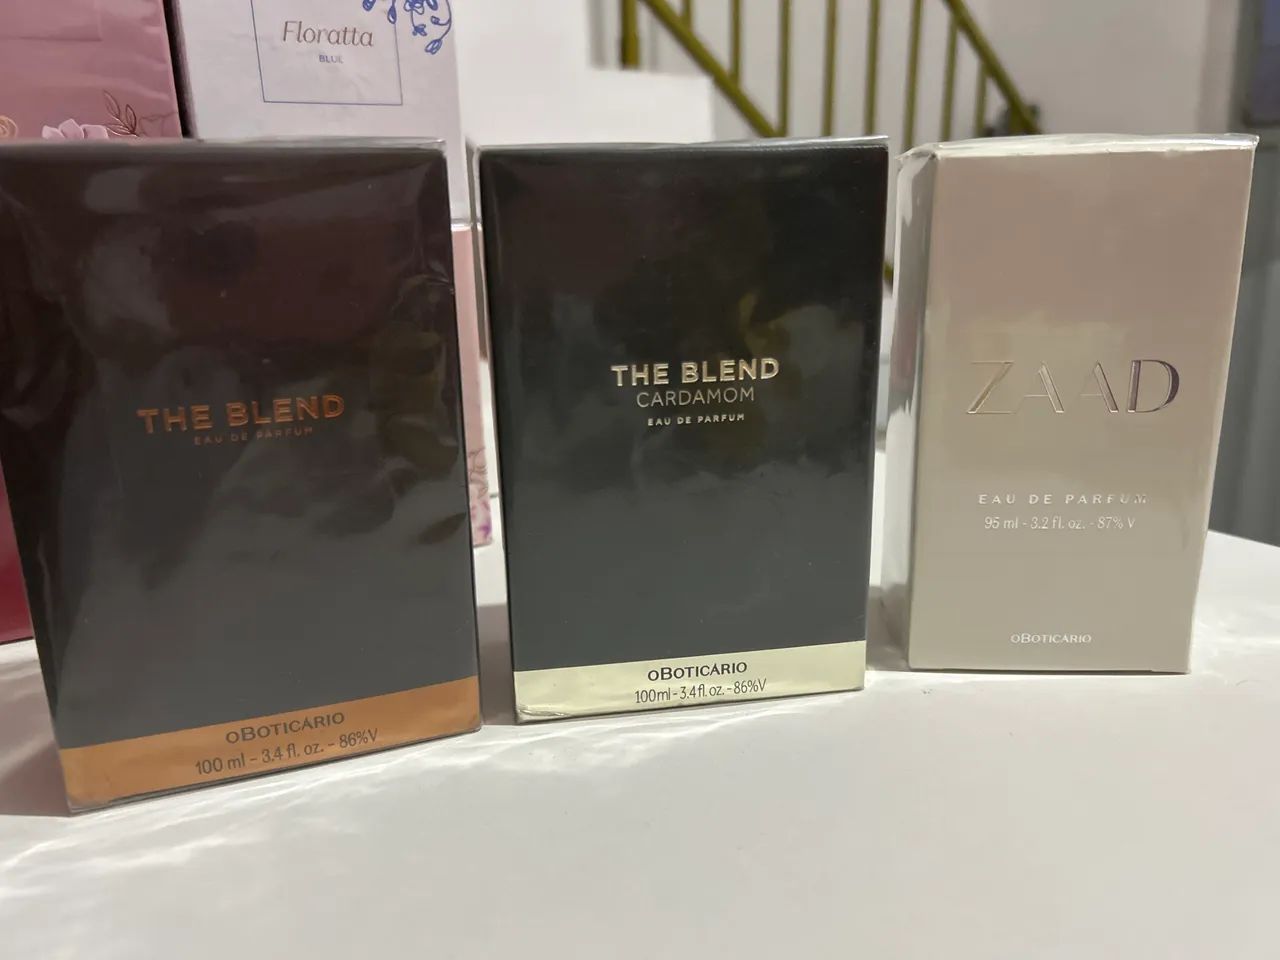 Floratta
BLUE
THE BLEND
EAU DE PARFUM
oBOTICÁRIO
100 ml - 3.4 fl. oz. - 86%V
THE BLEND
CARDAMOM
EAU DE PARFUM
oBOTICÁRIO
100ml - 3.4 fl. oz. - 86%V
ZAAD
EAU DE PARFUM
95 ml - 3.2 fl. oz. - 87% V
oBOTICÁRIO